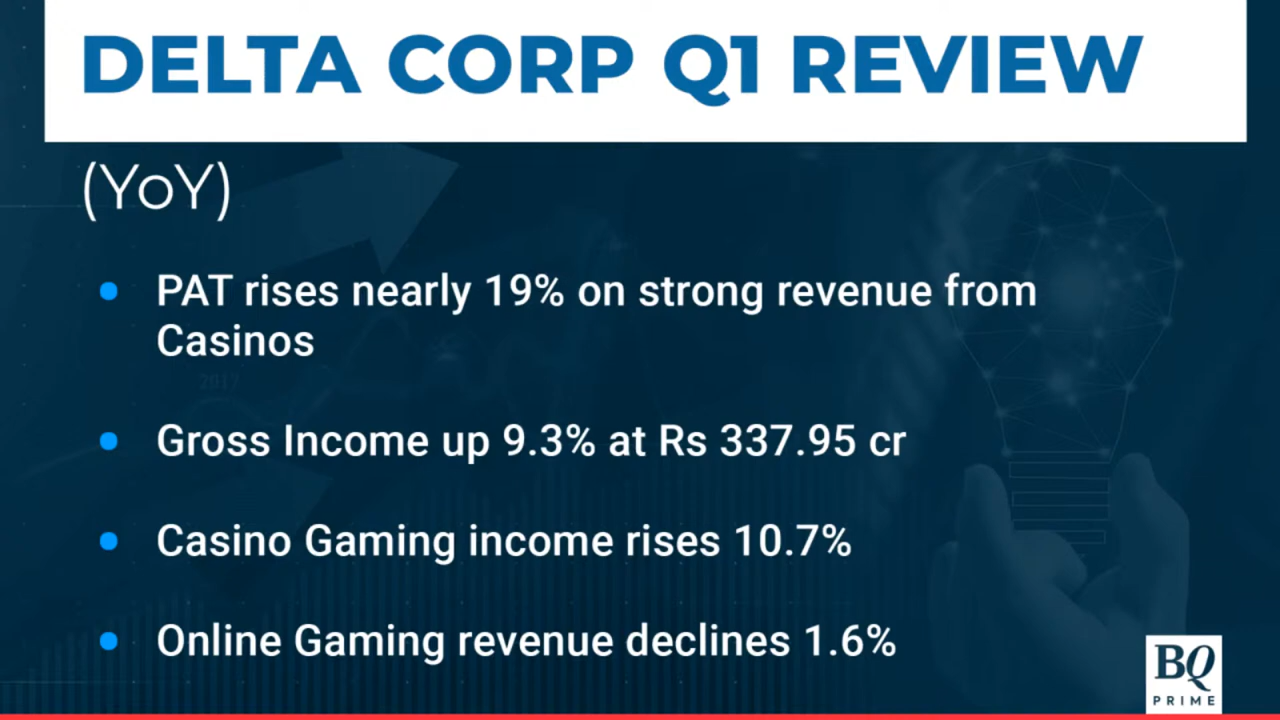 DELTA CORP Q1 REVIEW
(YoY)
PAT rises nearly 19% on strong revenue from
Casinos
2017
Gross Income up 9.3% at Rs 337.95 cr
Casino Gaming income rises 10.7%
Online Gaming revenue declines 1.6%
BQ
PRIME